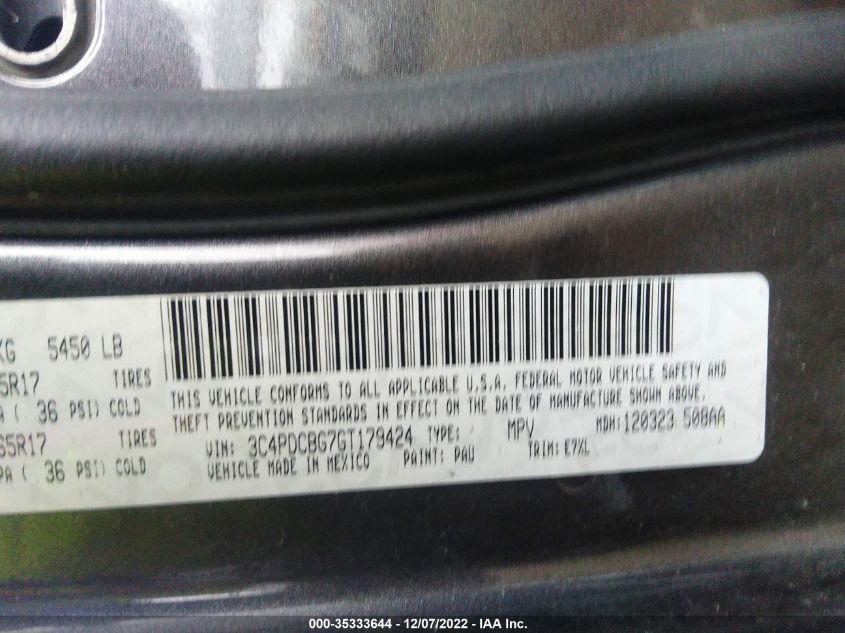 KG 5450 LB
5R17 TIRES
PA ( 36 PSI) COLD
65R17 TIRES
PA ( 36 PSI) COLD
THIS VEHICLE CONFORMS TO ALL APPLICABLE U.S.A. FEDERAL MOTOR VEHICLE SAFETY AND
THEFT PREVENTION STANDARDS IN EFFECT ON THE DATE OF MANUFACTURE SHOWN ABOVE.
VIN: 3C4PDCBG7GT179424 TYPE: MPV MDH: 120323 508AA
VEHICLE MADE IN MEXICO PAINT: PAU TRIM: E7XL
000-35333644 - 12/07/2022 - IAA Inc.